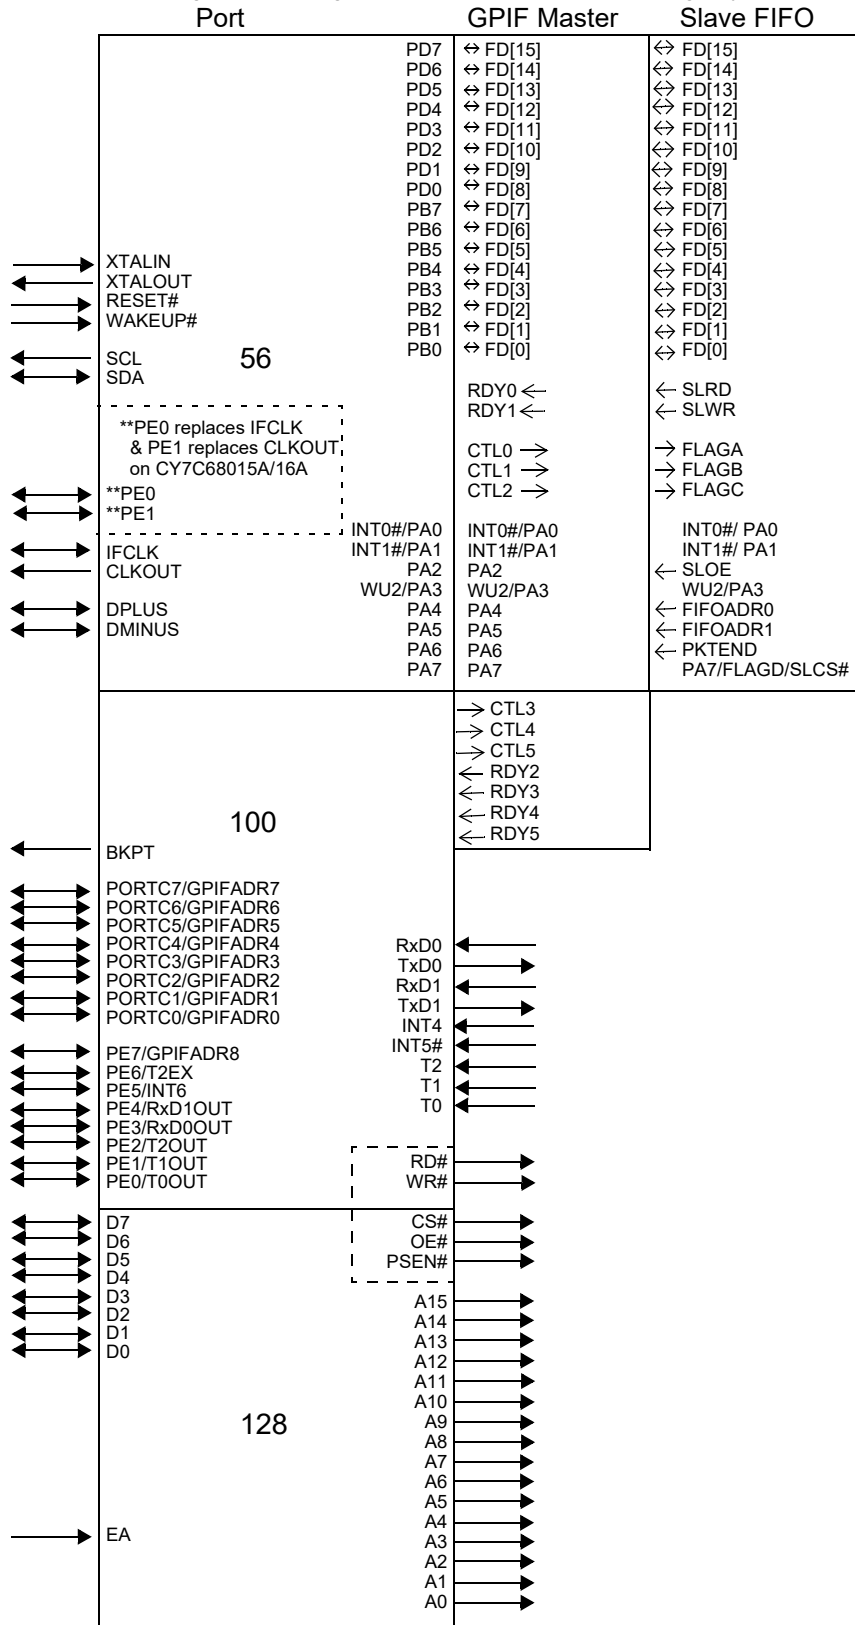 Port GPIF Master Slave FIFO
PD7 FD[15] FD[15]
PD6 FD[14] FD[14]
PD5 FD[13] FD[13]
PD4 FD[12] FD[12]
PD3 FD[11] FD[11]
PD2 FD[10] FD[10]
PD1 FD[9] FD[9]
PD0 FD[8] FD[8]
PB7 FD[7] FD[7]
PB6 FD[6] FD[6]
PB5 FD[5] FD[5]
PB4 FD[4] FD[4]
PB3 FD[3] FD[3]
PB2 FD[2] FD[2]
PB1 FD[1] FD[1]
PB0 FD[0] FD[0]
XTALIN
XTALOUT
RESET#
WAKEUP#
SCL
SDA
56
RDY0 SLRD
RDY1 SLWR
CTL0 FLAGA
CTL1 FLAGB
CTL2 FLAGC
**PE0 replaces IFCLK
& PE1 replaces CLKOUT
on CY7C68015A/16A
**PE0
**PE1
IFCLK
CLKOUT
DPLUS
DMINUS
INT0#/PA0 INT0#/PA0 INT0#/ PA0
INT1#/PA1 INT1#/PA1 INT1#/ PA1
PA2 PA2 SLOE
WU2/PA3 WU2/PA3 WU2/PA3
PA4 PA4 FIFOADR0
PA5 PA5 FIFOADR1
PA6 PA6 PKTEND
PA7 PA7 PA7/FLAGD/SLCS#
CTL3
CTL4
CTL5
RDY2
RDY3
RDY4
RDY5
100
BKPT
PORTC7/GPIFADR7
PORTC6/GPIFADR6
PORTC5/GPIFADR5
PORTC4/GPIFADR4
PORTC3/GPIFADR3
PORTC2/GPIFADR2
PORTC1/GPIFADR1
PORTC0/GPIFADR0
PE7/GPIFADR8
PE6/T2EX
PE5/INT6
PE4/RxD1OUT
PE3/RxD0OUT
PE2/T2OUT
PE1/T1OUT
PE0/T0OUT
RxD0
TxD0
RxD1
TxD1
INT4
INT5#
T2
T1
T0
RD#
WR#
CS#
OE#
PSEN#
D7
D6
D5
D4
D3
D2
D1
D0
A15
A14
A13
A12
A11
A10
A9
A8
A7
A6
A5
A4
A3
A2
A1
A0
128
EA